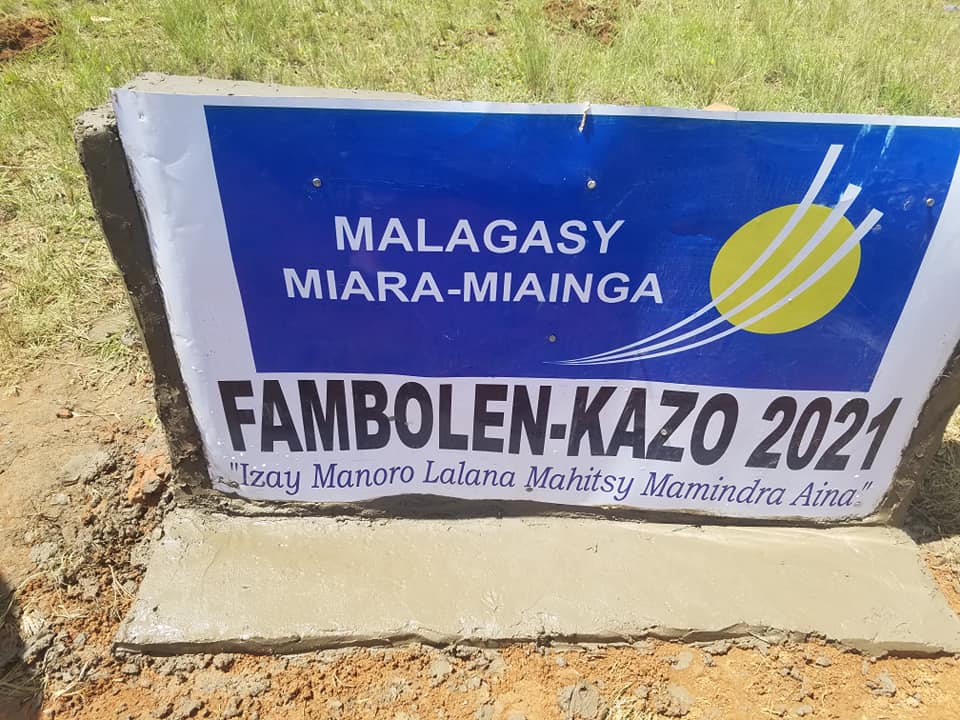 MALAGASY
MIARA-MIAINGA
FAMBOLEN-KAZO 2021
"Izay Manoro Lalana Mahitsy Mamindra Aina"